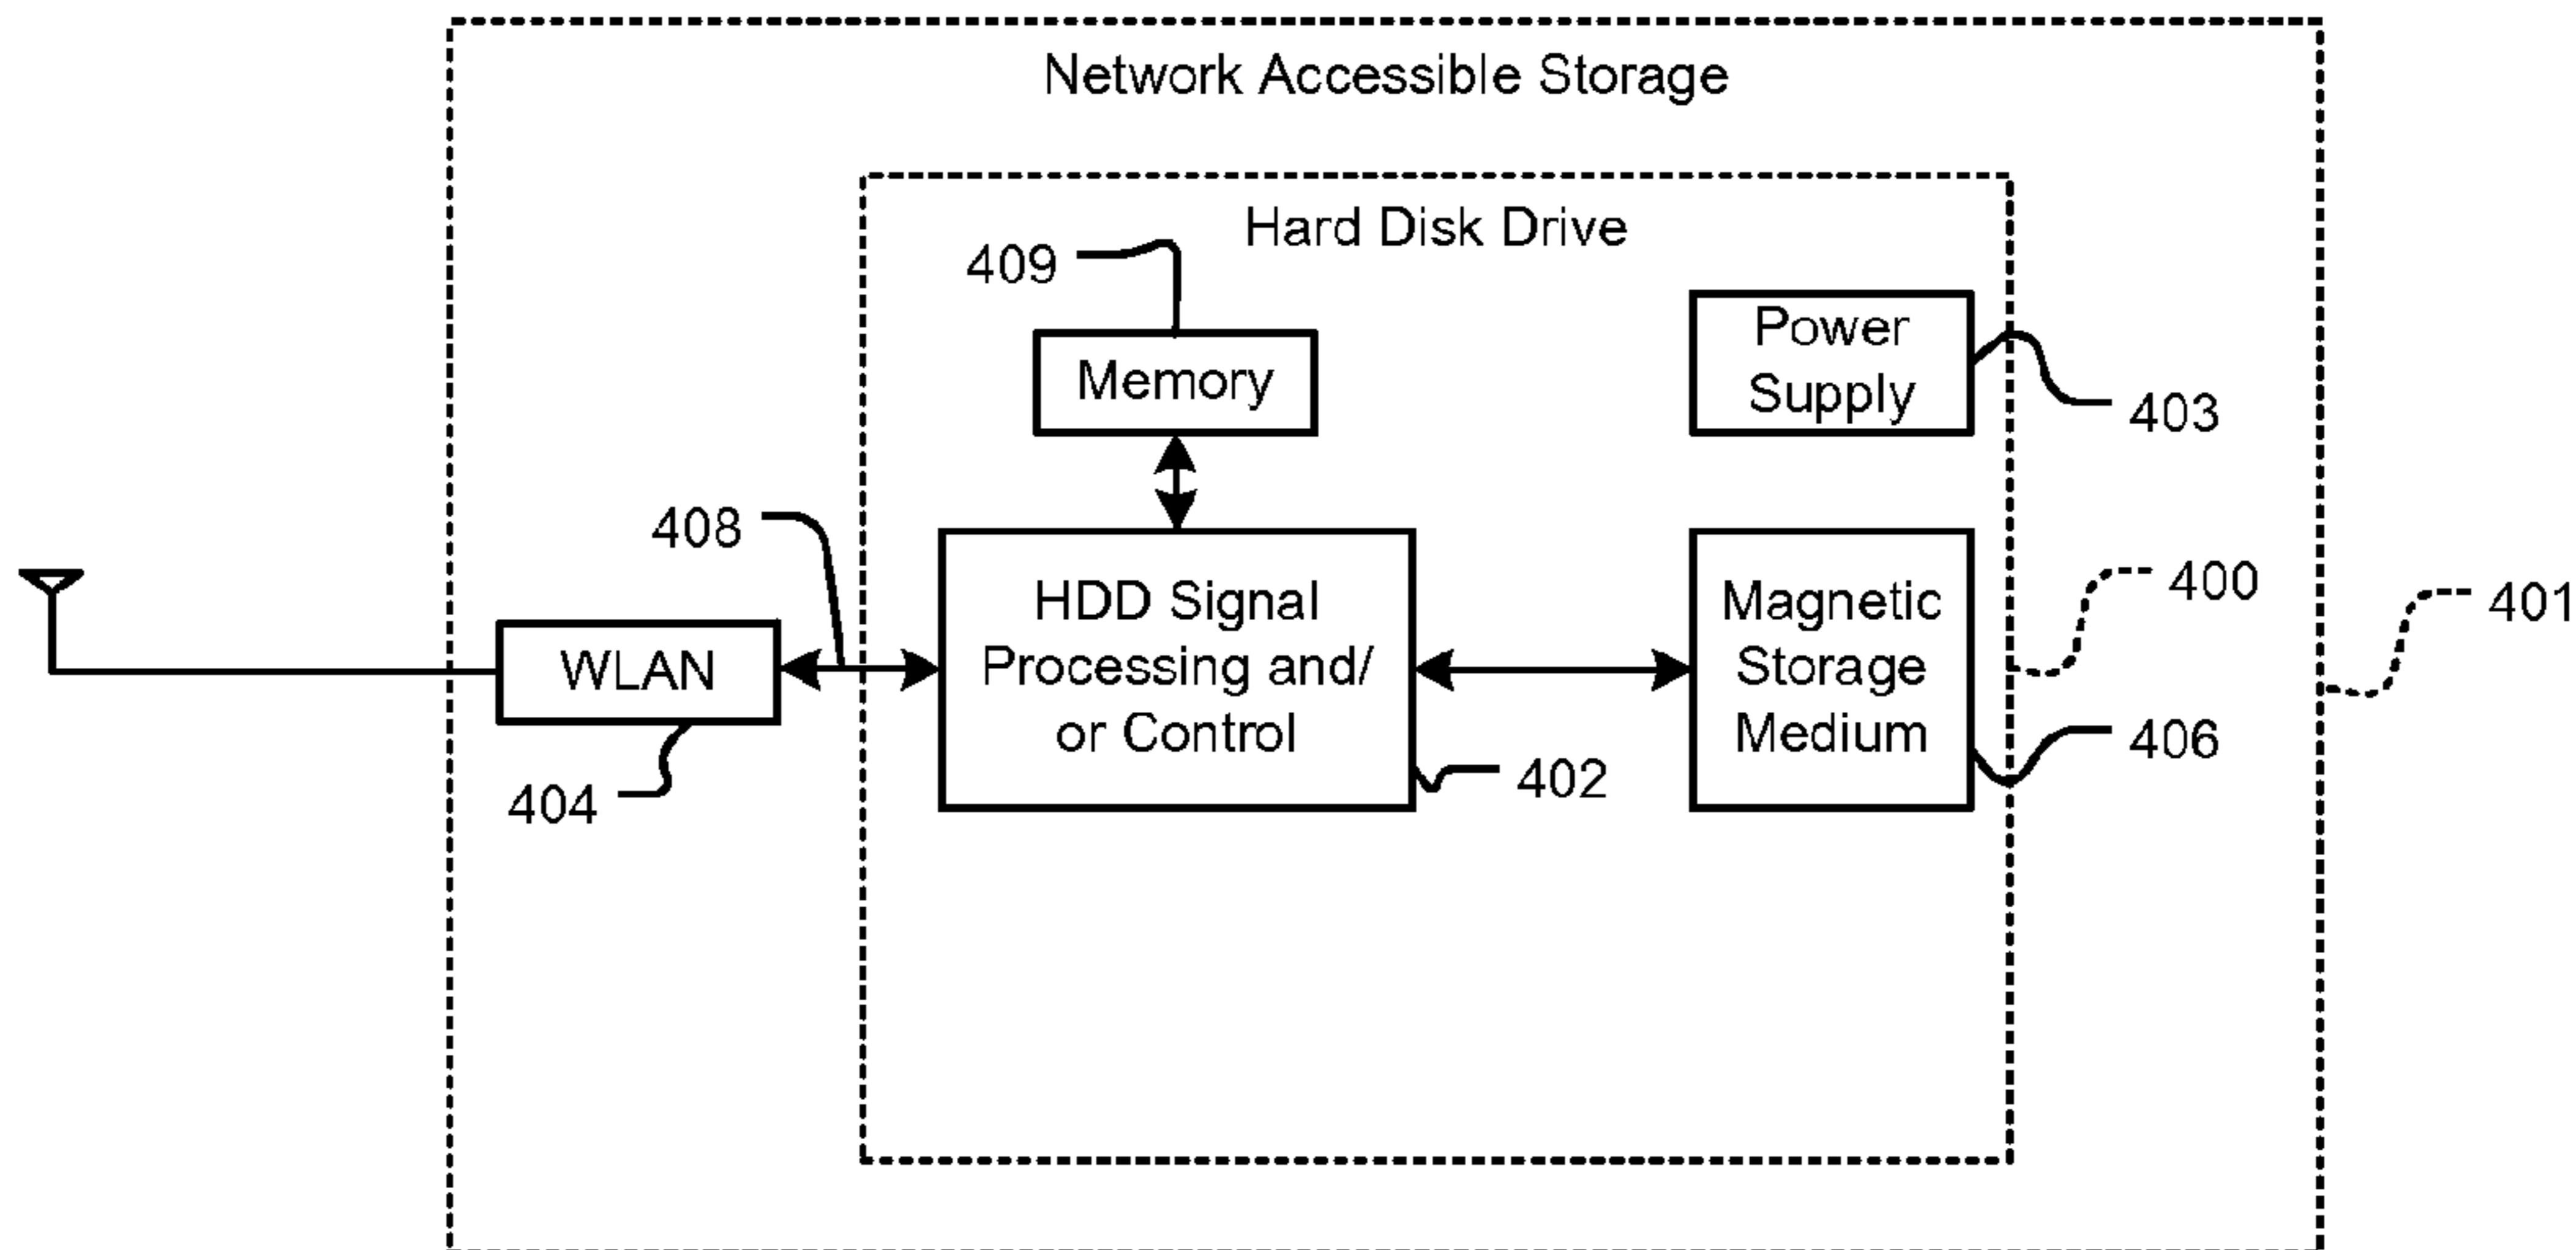 Network Accessible Storage
Hard Disk Drive
409
Memory
Power
Supply
403
408
HDD Signal
Processing and/
or Control
Magnetic
Storage
Medium
400
401
WLAN
404
402
406